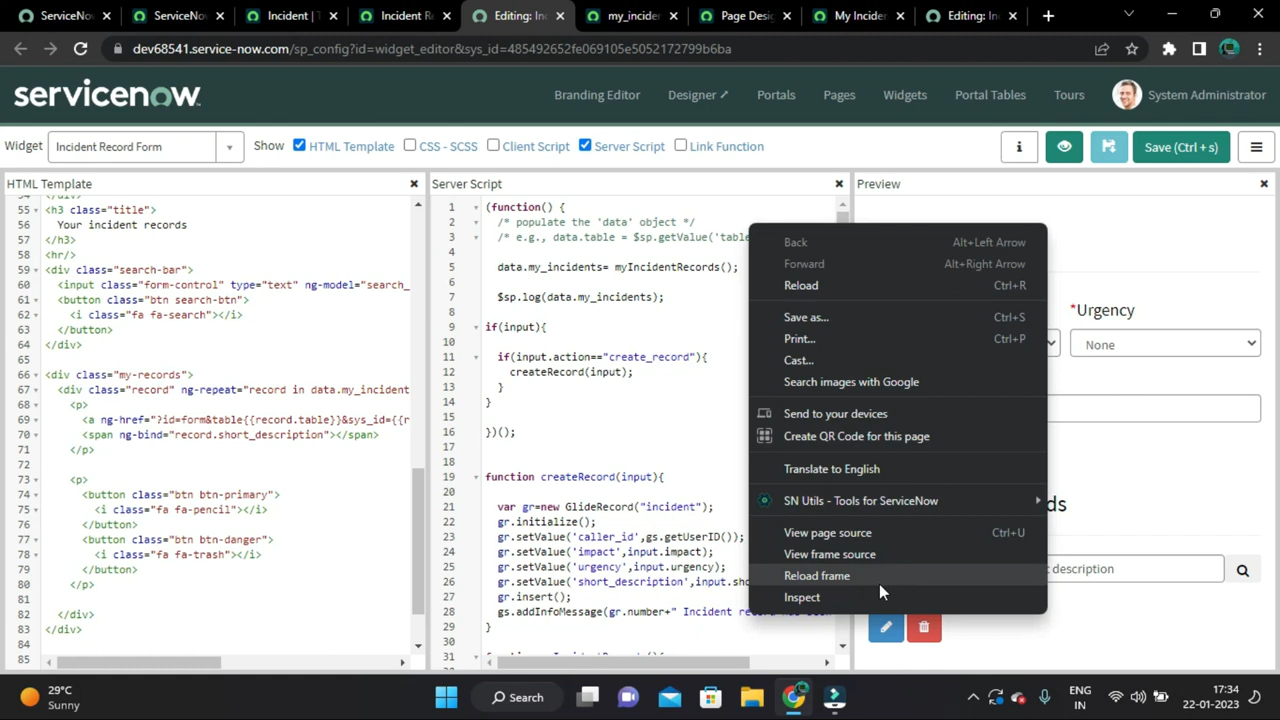 ServiceNo
ServiceNov
Incident | T
Incident Re
Editing: Inc
my_incider
Page Desig
My Inciden
Editing: Inc
dev68541.service-now.com/sp_config?id=widget_editor&sys_id=485492652fe069105e5052172799b6ba
servicenow
Branding Editor
Designer
Portals
Pages
Widgets
Portal Tables
Tours
System Administrator
Widget
Incident Record Form
Show
HTML Template
CSS - SCSS
Client Script
Server Script
Link Function
Save (Ctrl + s)
HTML Template
54 </div>
55 <h3 class="title">
56 Your incident records
57 </h3>
58 <hr/>
59 <div class="search-bar">
60 <input class="form-control" type="text" ng-model="search_
61 <button class="btn search-btn">
62 <i class="fa fa-search"></i>
63 </button>
64 </div>
65
66 <div class="my-records">
67 <div class="record" ng-repeat="record in data.my_incident
68 <p>
69 <a ng-href="?id=form&table{{record.table}}&sys_id={{r
70 <span ng-bind="record.short_description"></span>
71 </p>
72
73 <p>
74 <button class="btn btn-primary">
75 <i class="fa fa-pencil"></i>
76 </button>
77 <button class="btn btn-danger">
78 <i class="fa fa-trash"></i>
79 </button>
80 </p>
81
82 </div>
83 </div>
84
85
Server Script
1 (function() {
2 /* populate the 'data' object */
3 /* e.g., data.table = $sp.getValue('table
4
5 data.my_incidents= myIncidentRecords();
6
7 $sp.log(data.my_incidents);
8
9 if(input){
10
11 if(input.action=="create_record"){
12 createRecord(input);
13 }
14 }
15
16 })();
17
18
19 function createRecord(input){
20
21 var gr=new GlideRecord("incident");
22 gr.initialize();
23 gr.setValue('caller_id',gs.getUserID());
24 gr.setValue('impact',input.impact);
25 gr.setValue('urgency',input.urgency);
26 gr.setValue('short_description',input.sho
27 gr.insert();
28 gs.addInfoMessage(gr.number+" Incident record has been
29 }
30
31
Preview
*Urgency
None
ds
t description
Back Alt+Left Arrow
Forward Alt+Right Arrow
Reload Ctrl+R
Save as... Ctrl+S
Print... Ctrl+P
Cast...
Search images with Google
Send to your devices
Create QR Code for this page
Translate to English
SN Utils - Tools for ServiceNow
View page source Ctrl+U
View frame source
Reload frame
Inspect
29°C
Sunny
Search
ENG
IN
17:34
22-01-2023